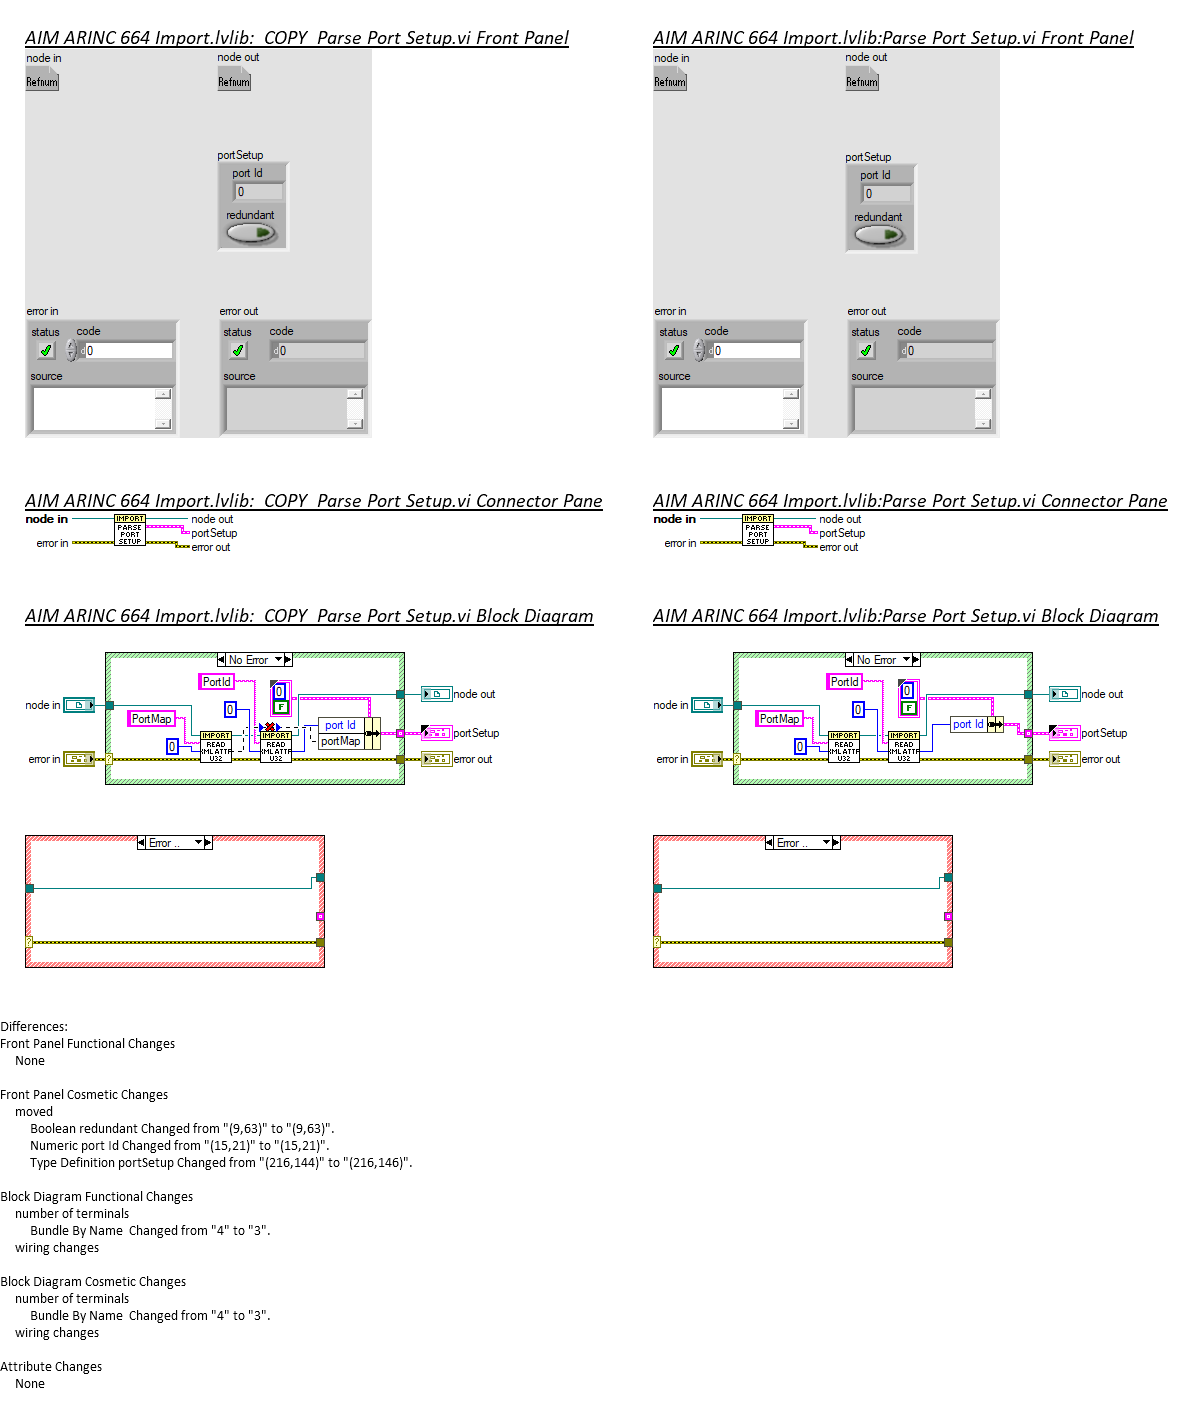 AIM ARINC 664 Import.lvlib:  COPY  Parse Port Setup.vi Front Panel
node in
Refnum
node out
Refnum
portSetup
port Id
0
redundant
error in
status
code
d0
source
error out
status
code
d0
source
AIM ARINC 664 Import.lvlib:Parse Port Setup.vi Front Panel
node in
Refnum
node out
Refnum
portSetup
port Id
0
redundant
error in
status
code
d0
source
error out
status
code
d0
source
AIM ARINC 664 Import.lvlib:  COPY  Parse Port Setup.vi Connector Pane
node in
error in
IMPORT
PARSE
PORT
SETUP
node out
portSetup
error out
AIM ARINC 664 Import.lvlib:Parse Port Setup.vi Connector Pane
node in
error in
IMPORT
PARSE
PORT
SETUP
node out
portSetup
error out
AIM ARINC 664 Import.lvlib:  COPY  Parse Port Setup.vi Block Diagram
No Error
PortId
0
F
node in
0
node out
PortMap
port Id
portMap
portSetup
0
IMPORT
READ
XMLATTR
U32
IMPORT
READ
XMLATTR
U32
error in
?
error out
Error ..
?
AIM ARINC 664 Import.lvlib:Parse Port Setup.vi Block Diagram
No Error
PortId
0
F
node in
0
node out
PortMap
port Id
portSetup
0
IMPORT
READ
XMLATTR
U32
IMPORT
READ
XMLATTR
U32
error in
?
error out
Error ..
?
Differences:
Front Panel Functional Changes
None
Front Panel Cosmetic Changes
moved
Boolean redundant Changed from "(9,63)" to "(9,63)".
Numeric port Id Changed from "(15,21)" to "(15,21)".
Type Definition portSetup Changed from "(216,144)" to "(216,146)".
Block Diagram Functional Changes
number of terminals
Bundle By Name  Changed from "4" to "3".
wiring changes
Block Diagram Cosmetic Changes
number of terminals
Bundle By Name  Changed from "4" to "3".
wiring changes
Attribute Changes
None